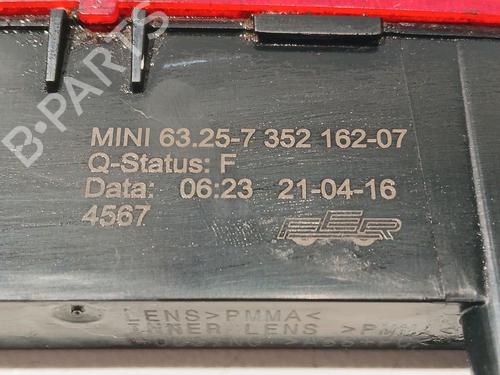 B-PARTS
MINI 63.25-7 352 162-07
Q-Status: F
Data: 06:23 21-04-16
4567
FER
LENS >PMMA<
INNER LENS